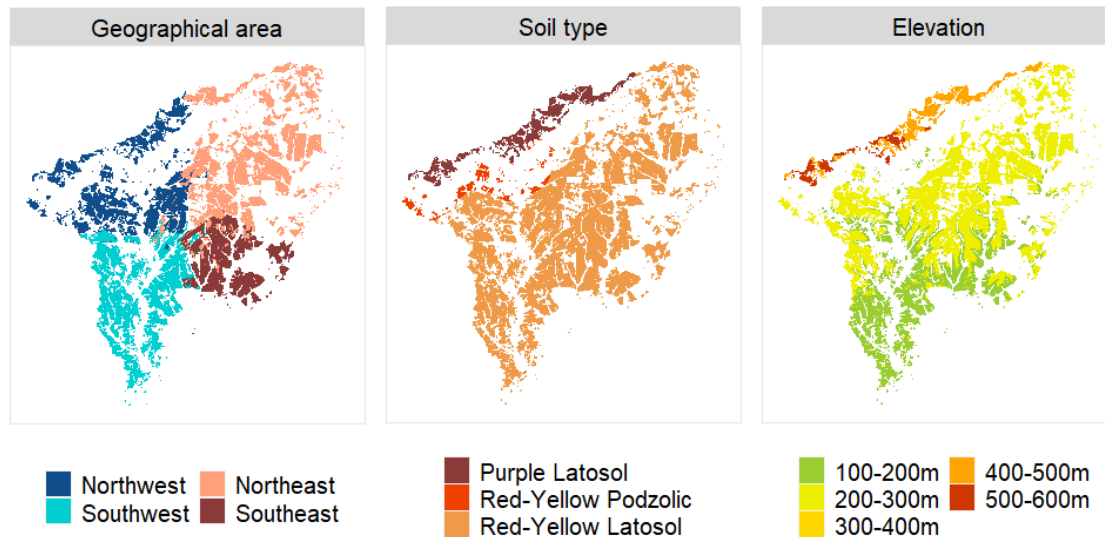 Geographical area
Soil type
Elevation
Northwest
Northeast
Southwest
Southeast
Purple Latosol
Red-Yellow Podzolic
Red-Yellow Latosol
100-200m
400-500m
200-300m
500-600m
300-400m